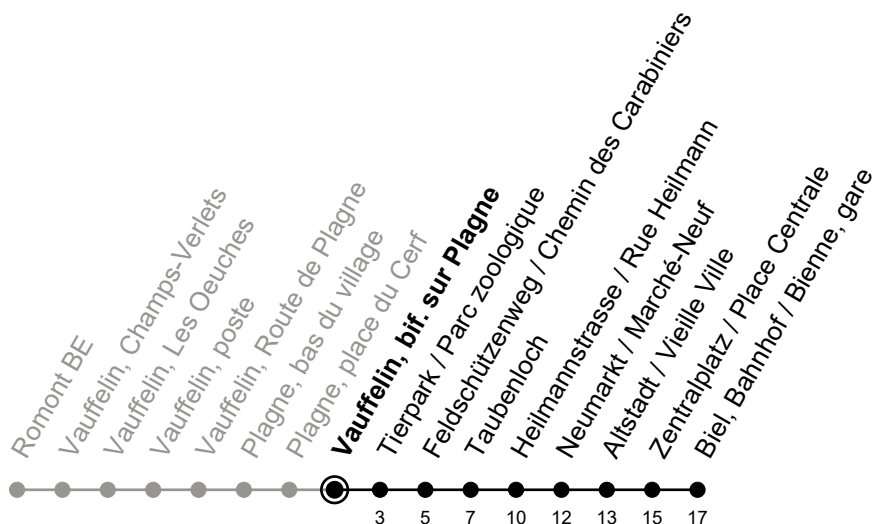 Romont BE
Vauffelin, Champs-Verlets
Vauffelin, Les Oeuches
Vauffelin, poste
Vauffelin, Route de Plagne
Plagne, bas du village
Plagne, place du Cerf
Vauffelin, bif. sur Plagne
Tierpark / Parc zoologique
Feldschützenweg / Chemin des Carabiniers
Taubenloch
Heilmannstrasse / Rue Heilmann
Neumarkt / Marché-Neuf
Altstadt / Vieille Ville
Zentralplatz / Place Centrale
Biel, Bahnhof / Bienne, gare
3 5 7 10 12 13 15 17